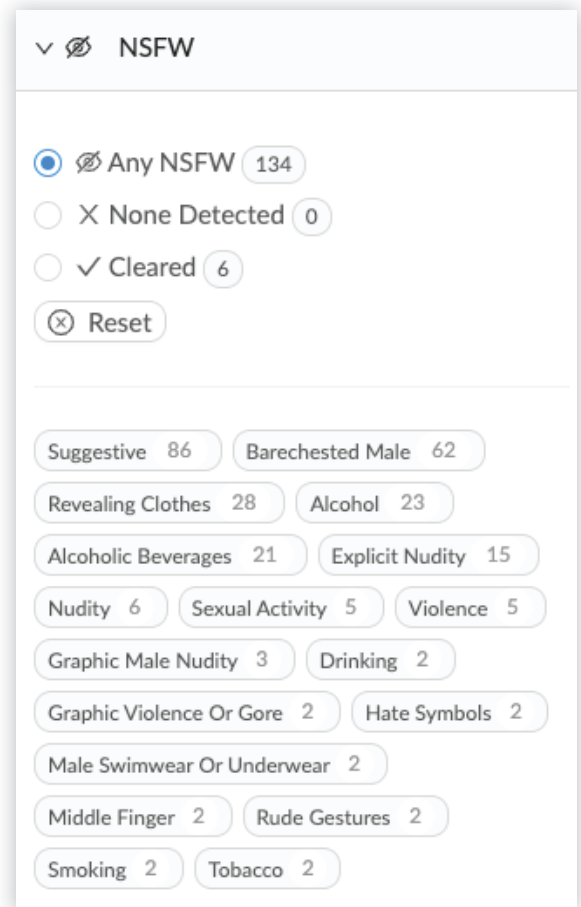 NSFW
Any NSFW 134
None Detected 0
Cleared 6
Reset
Suggestive 86 Barechested Male 62
Revealing Clothes 28 Alcohol 23
Alcoholic Beverages 21 Explicit Nudity 15
Nudity 6 Sexual Activity 5 Violence 5
Graphic Male Nudity 3 Drinking 2
Graphic Violence Or Gore 2 Hate Symbols 2
Male Swimwear Or Underwear 2
Middle Finger 2 Rude Gestures 2
Smoking 2 Tobacco 2